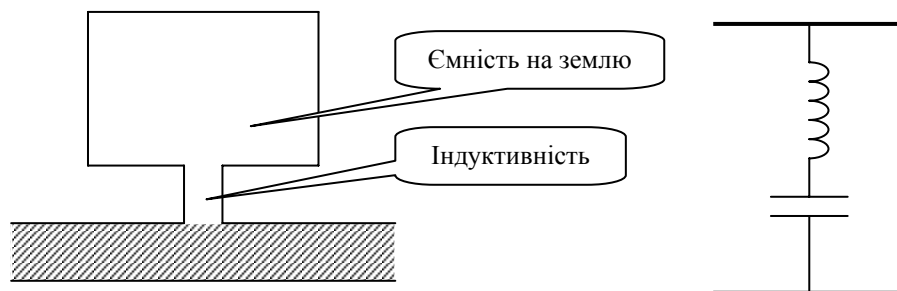 Ємність на землю
Індуктивність